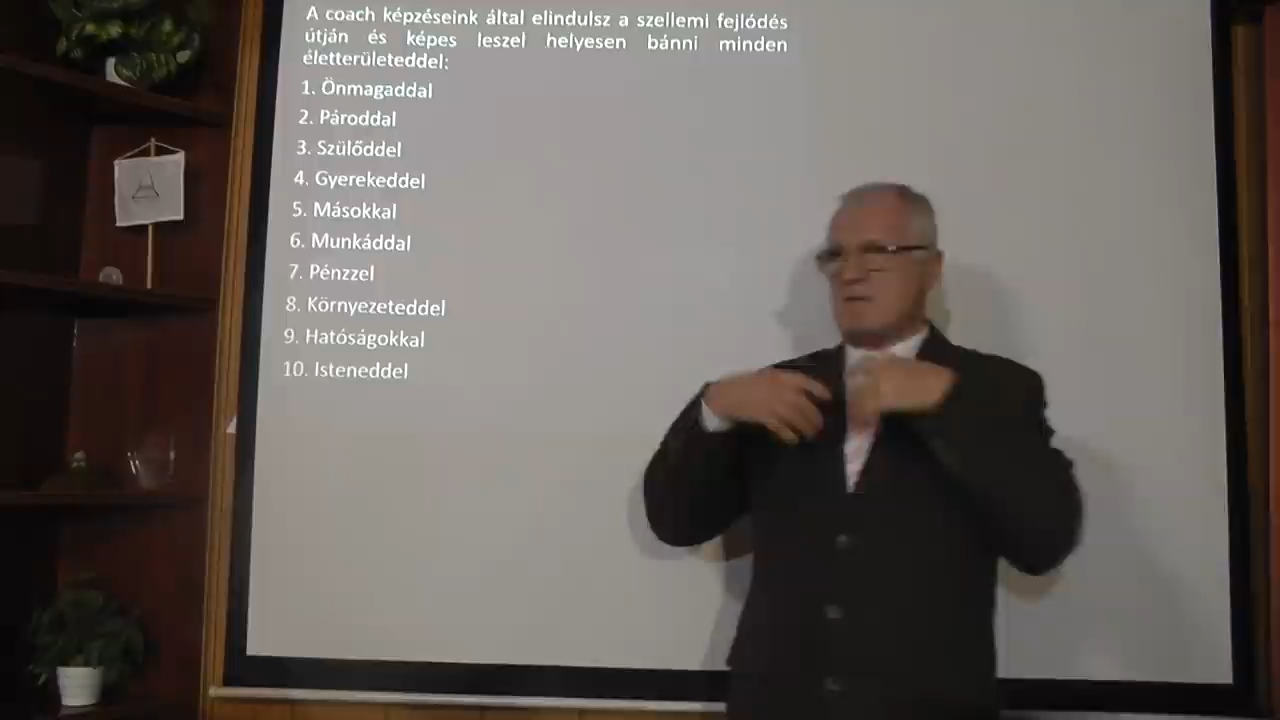 A coach képzéseink által elindulsz a szellemi fejlődés
útján és képes leszel helyesen bánni minden
életterületeddel:
1. Önmagaddal
2. Pároddal
3. Szülőddel
4. Gyerekeddel
5. Másokkal
6. Munkáddal
7. Pénzzel
8. Környezeteddel
9. Hatóságokkal
10. Isteneddel